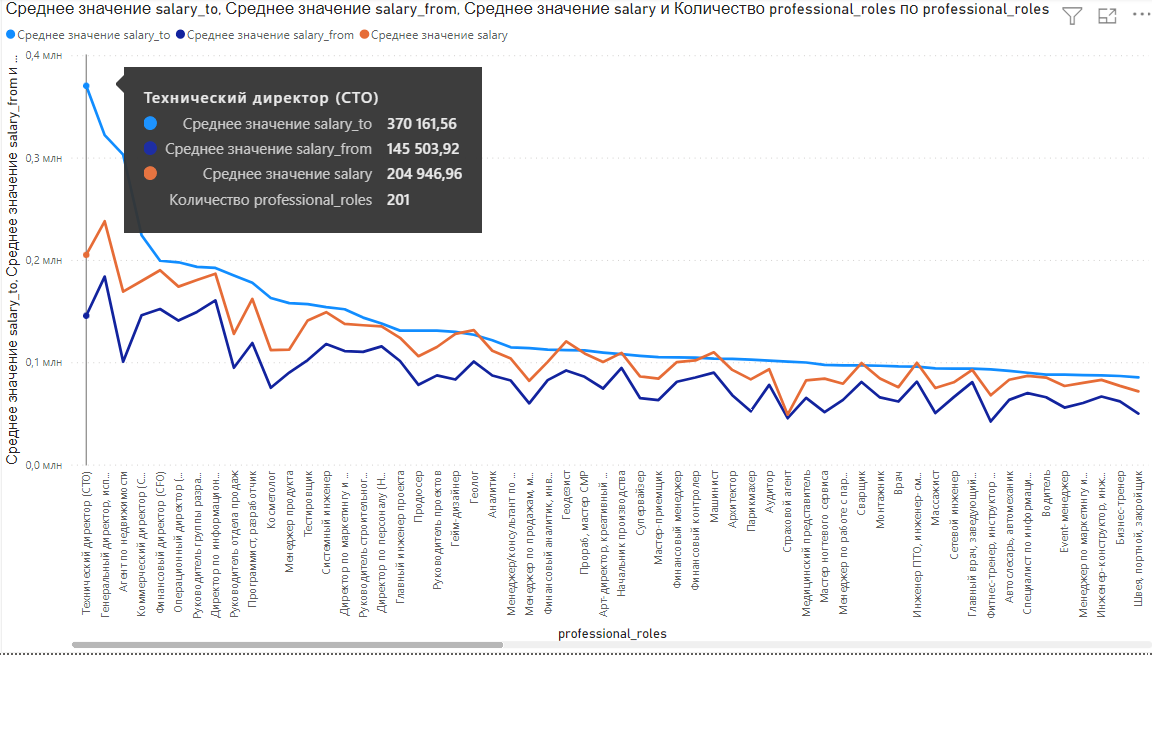 Среднее значение salary_to, Среднее значение salary_from, Среднее значение salary и Количество professional_roles по professional_roles
Среднее значение salary_to
Среднее значение salary_from
Среднее значение salary
Среднее значение salary_to, Среднее значение salary_from и ...
0,4 млн
0,3 млн
0,2 млн
0,1 млн
0,0 млн
Технический директор (CTO)
Среднее значение salary_to 370 161,56
Среднее значение salary_from 145 503,92
Среднее значение salary 204 946,96
Количество professional_roles 201
Технический директор (CTO)
Генеральный директор, исп...
Агент по недвижимости
Коммерческий директор (C...
Финансовый директор (CFO)
Операционный директор (...
Руководитель группы разра...
Директор по информацион...
Руководитель отдела продаж
Программист, разработчик
Косметолог
Менеджер продукта
Тестировщик
Системный инженер
Директор по маркетингу и ...
Руководитель строительног...
Директор по персоналу (H...
Главный инженер проекта
Продюсер
Руководитель проектов
Гейм-дизайнер
Геолог
Аналитик
Менеджер/консультант по ...
Менеджер по продажам, м...
Финансовый аналитик, инв...
Геодезист
Прораб, мастер СМР
Арт-директор, креативный ...
Начальник производства
Супервайзер
Мастер-приемщик
Финансовый менеджер
Финансовый контролер
Машинист
Архитектор
Парикмахер
Аудитор
Страховой агент
Медицинский представитель
Мастер ногтевого сервиса
Менеджер по работе с пар...
Сварщик
Монтажник
Врач
Инженер ПТО, инженер-см...
Массажист
Сетевой инженер
Главный врач, заведующий...
Фитнес-тренер, инструктор ...
Автослесарь, автомеханик
Специалист по информаци...
Водитель
Event-менеджер
Менеджер по маркетингу и...
Инженер-конструктор, инж...
Бизнес-тренер
Швея, портной, закройщик
professional_roles